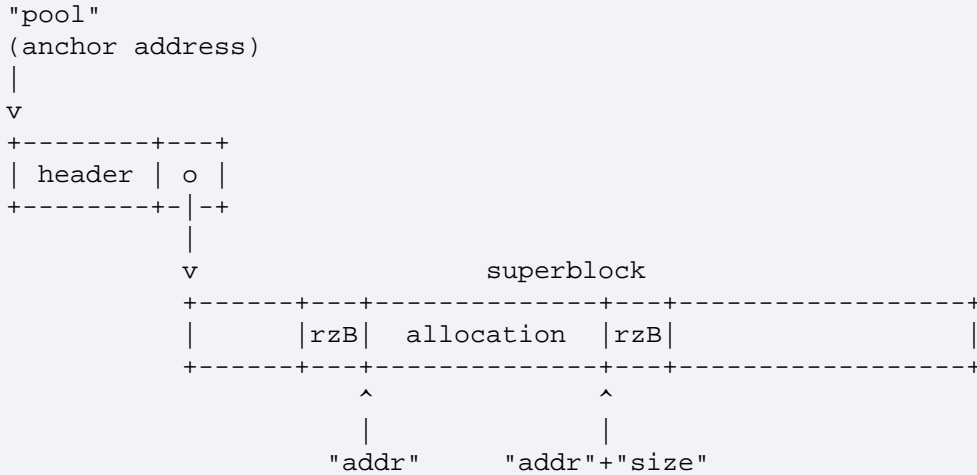 "pool"
(anchor address)
|
v
+--------+---+
| header | o |
+--------+-|-+
           |
           v                  superblock
           +------+---+--------------+---+------------------+
           |      |rzB|  allocation  |rzB|                  |
           +------+---+--------------+---+------------------+
                      ^              ^
                      |              |
                    "addr"     "addr"+"size"